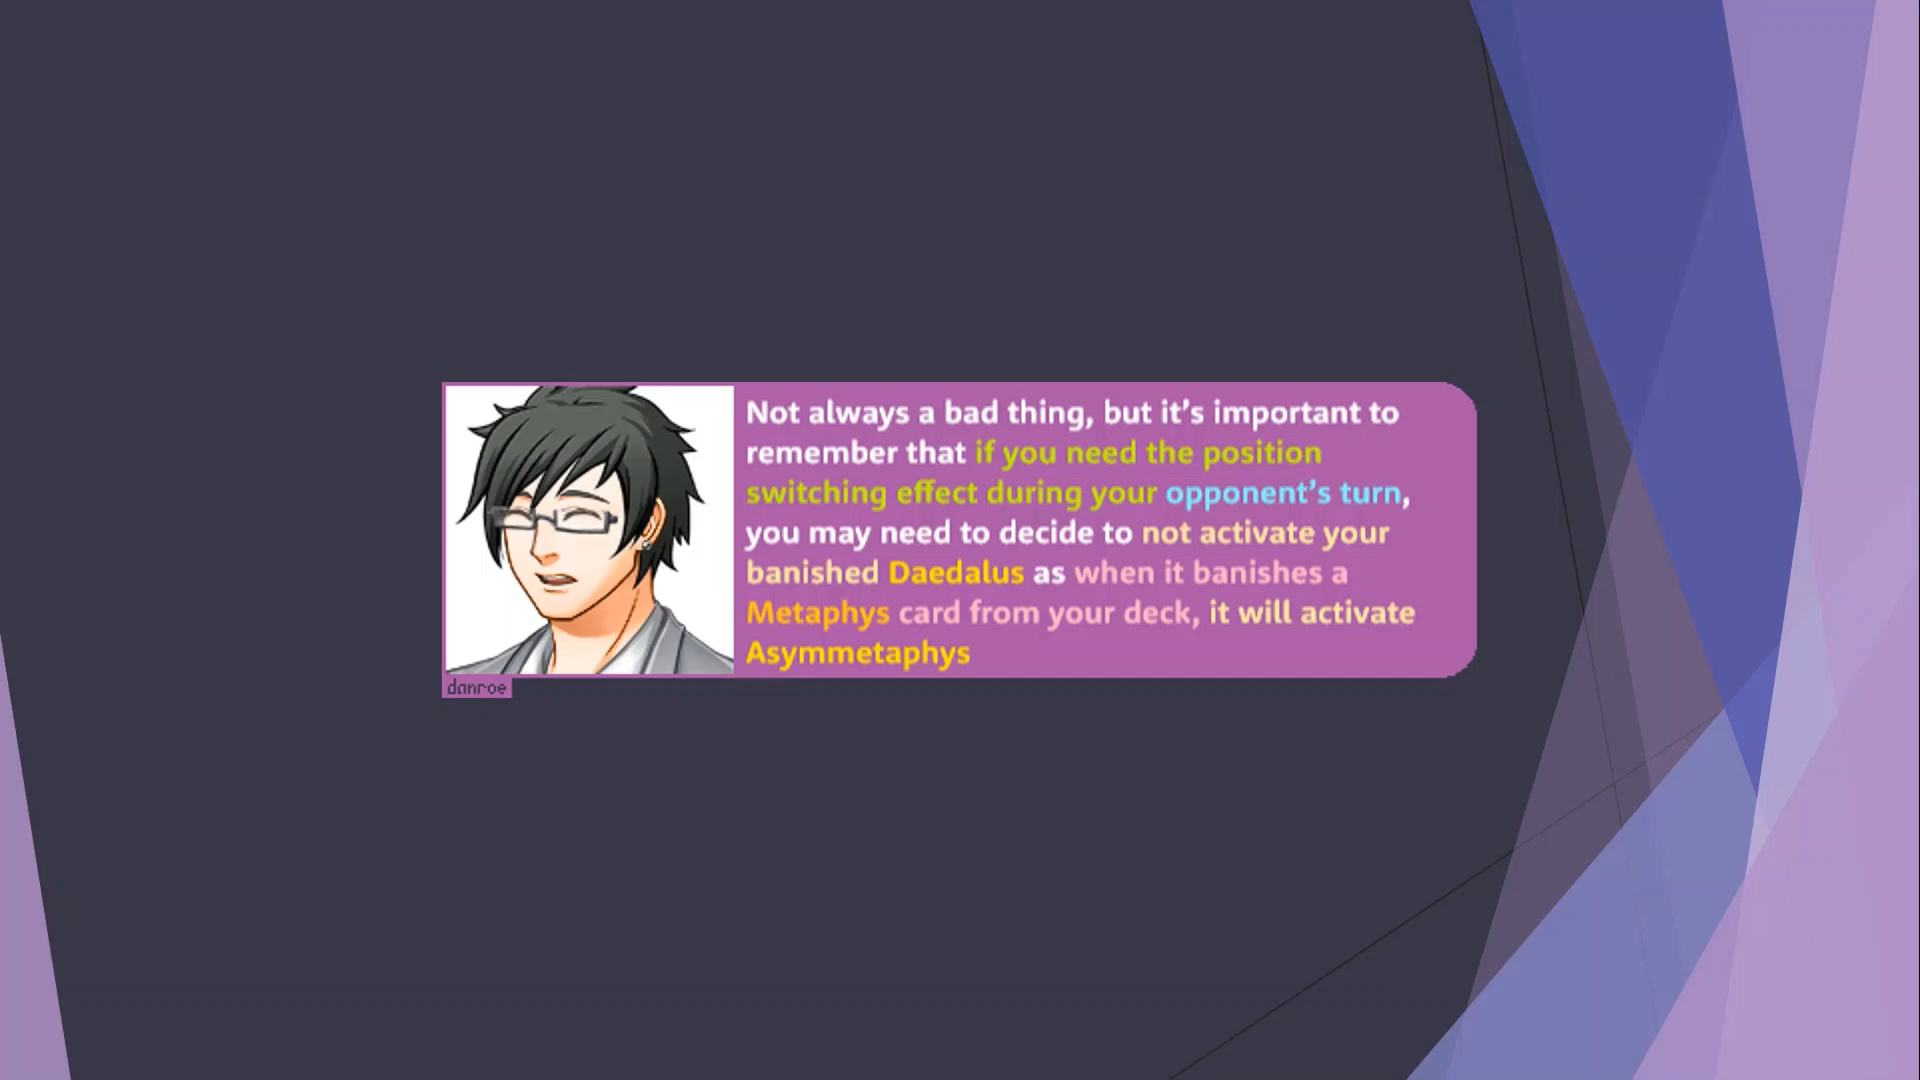 Not always a bad thing, but it’s important to
remember that if you need the position
switching effect during your opponent’s turn,
you may need to decide to not activate your
banished Daedalus as when it banishes a
Metaphys card from your deck, it will activate
Asymmetaphys
danroe